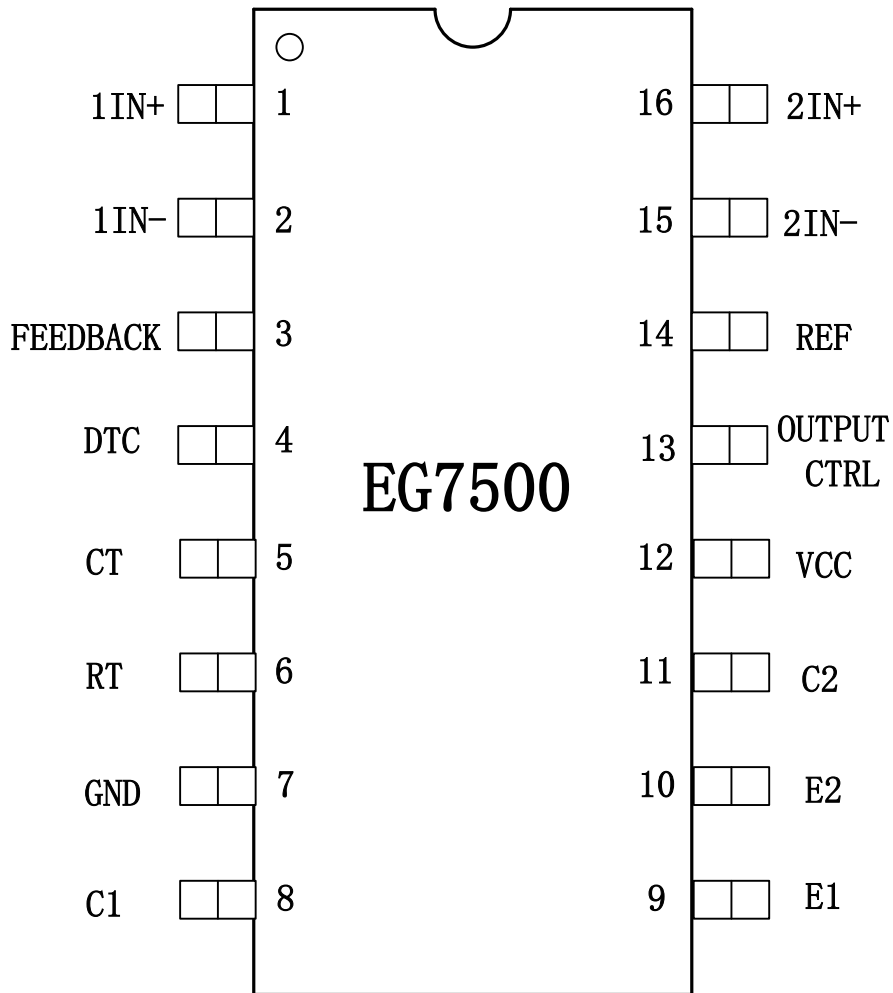 1IN+ 1 16 2IN+
1IN- 2 15 2IN-
FEEDBACK 3 14 REF
DTC 4 13 OUTPUT
CTRL
EG7500
CT 5 12 VCC
RT 6 11 C2
GND 7 10 E2
C1 8 9 E1